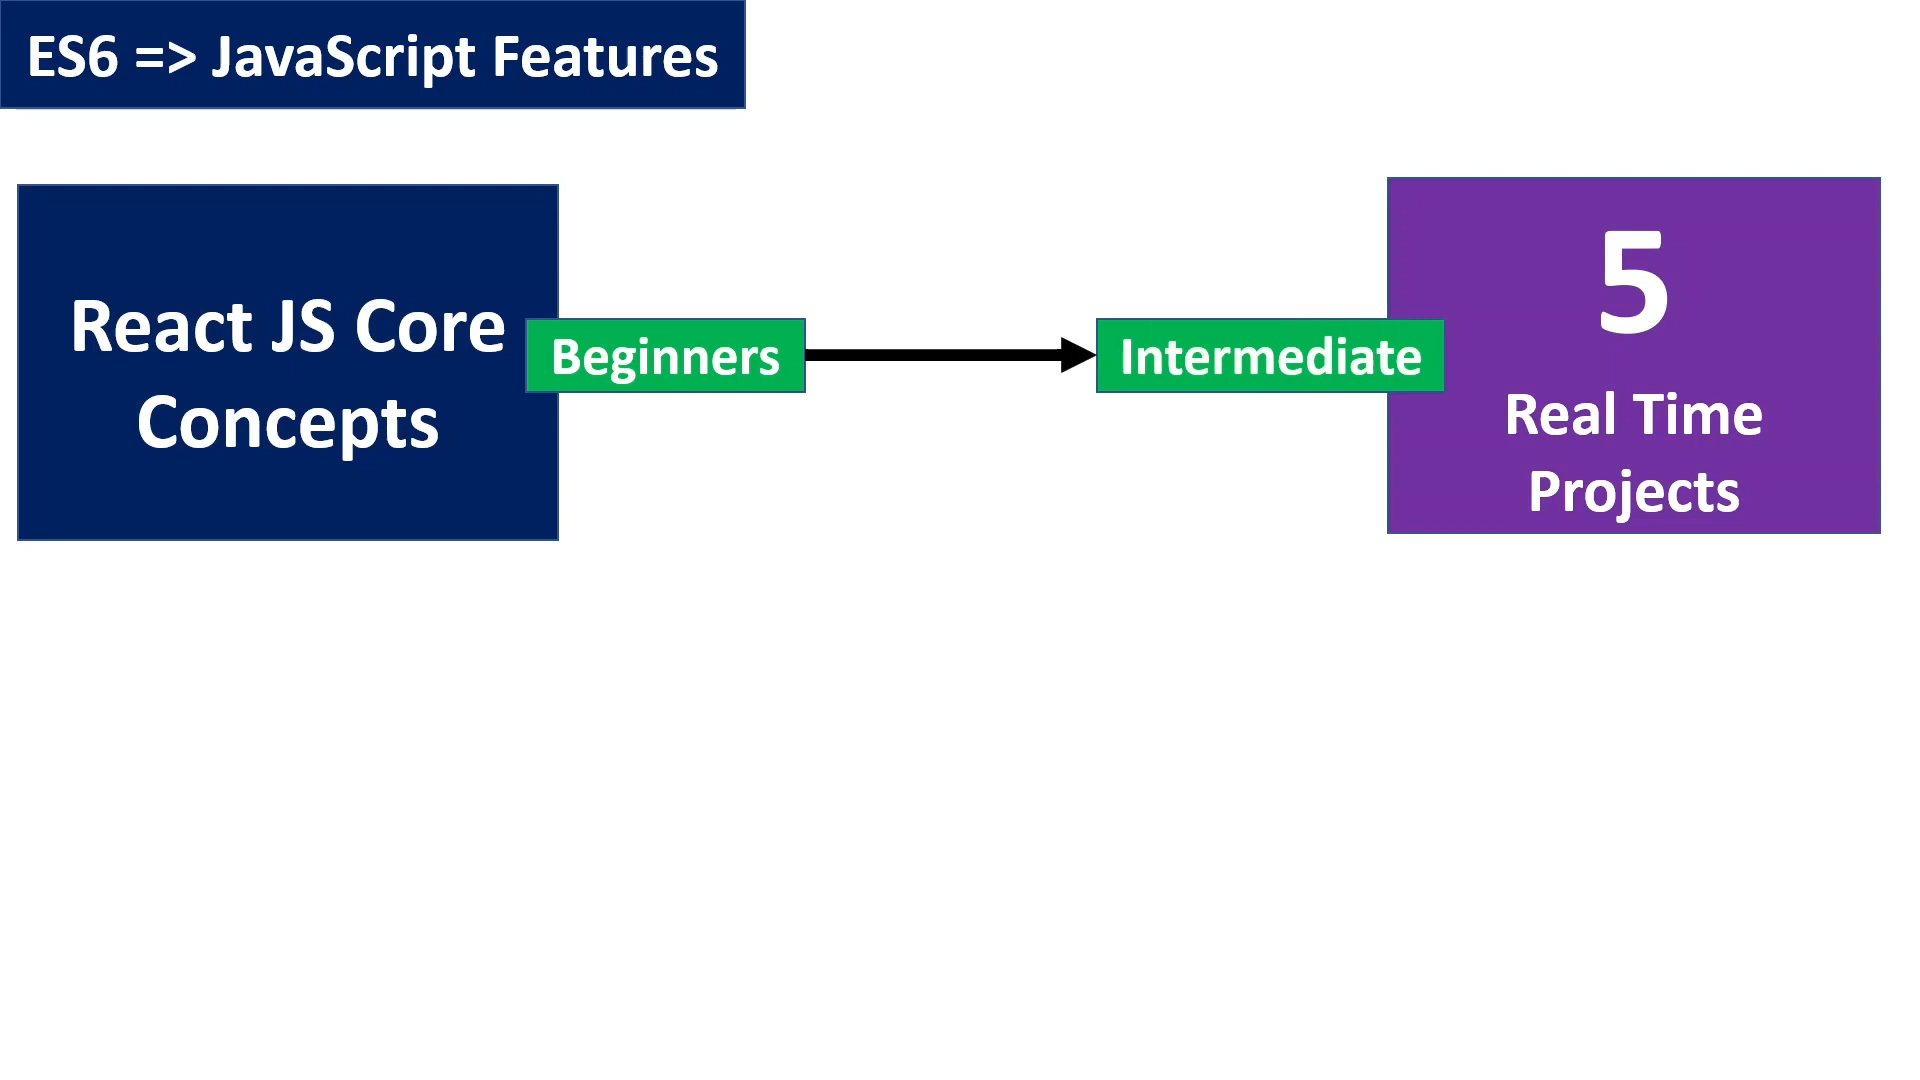 ES6 => JavaScript Features
React JS Core
Concepts
Beginners
Intermediate
5
Real Time
Projects